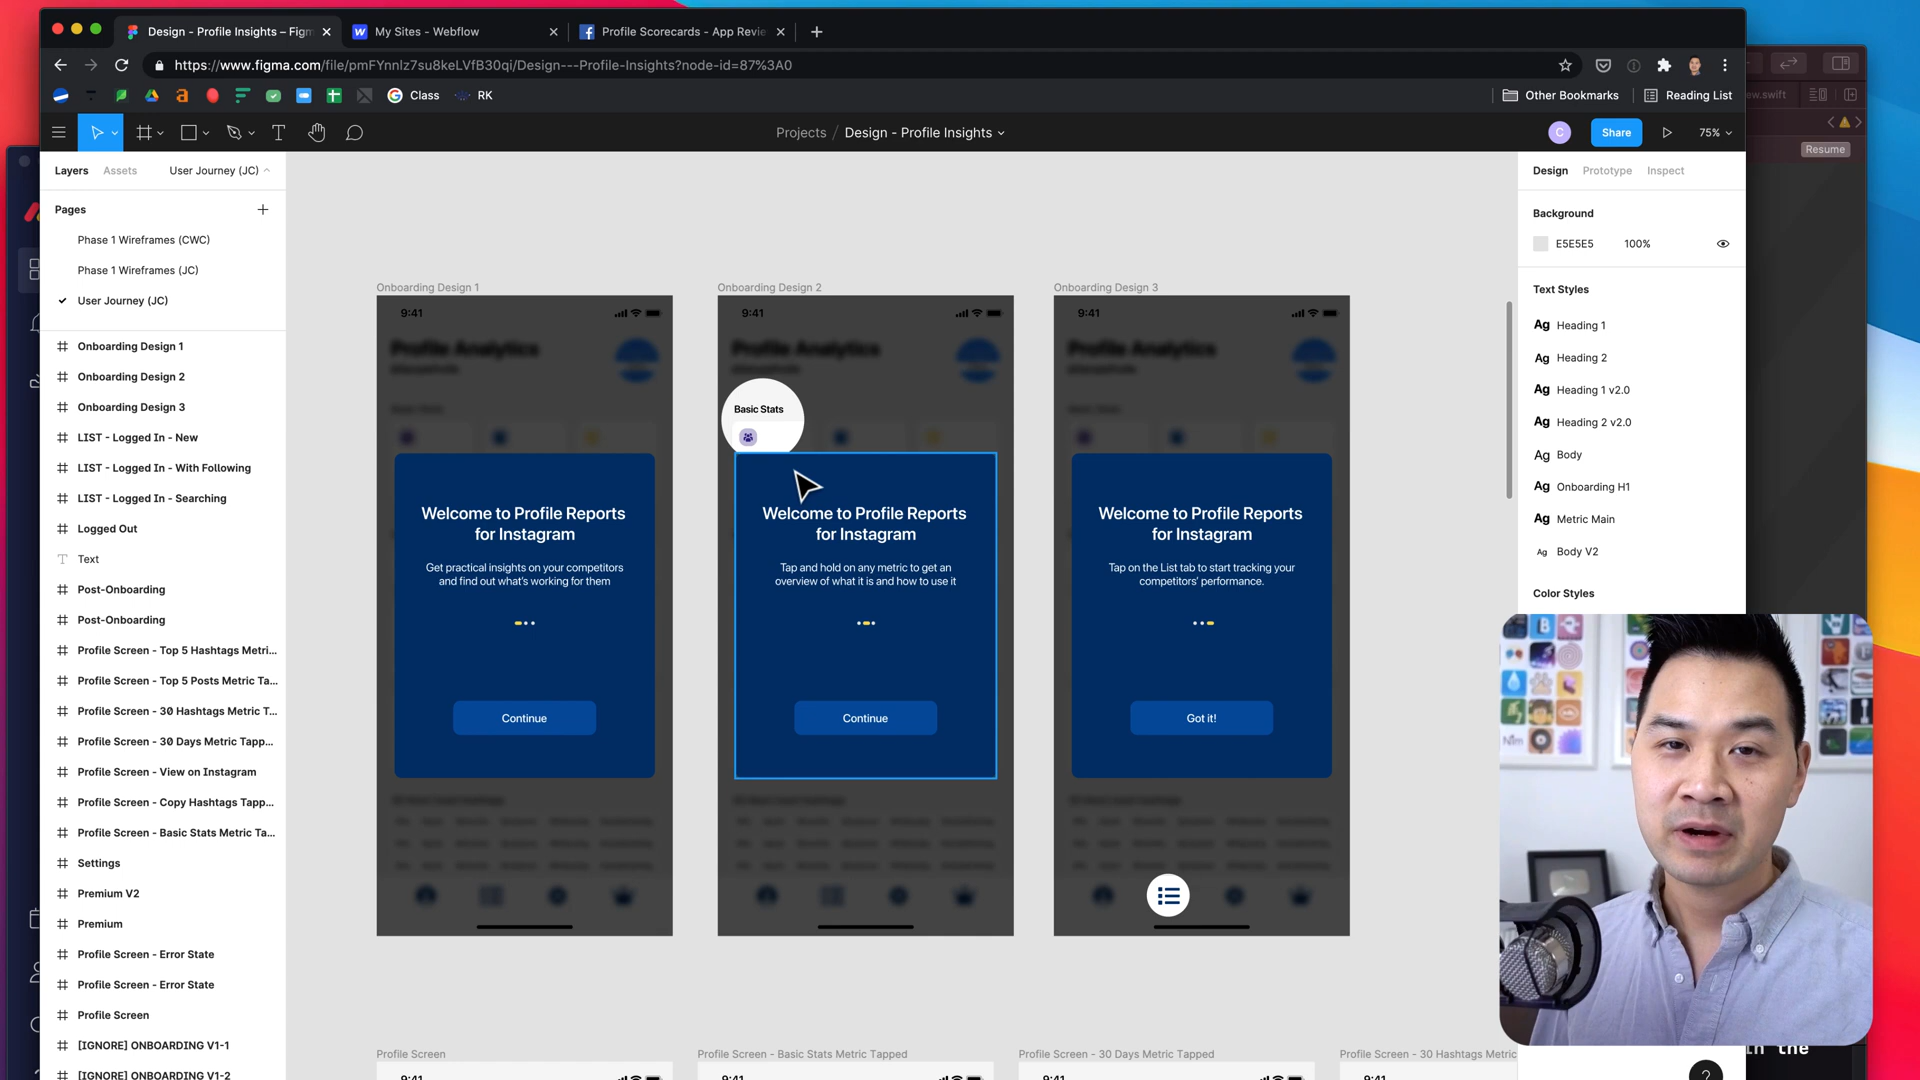 Design - Profile Insights – Figm
My Sites - Webflow
Profile Scorecards - App Revie
https://www.figma.com/file/pmFYnnlz7su8keLVfB30qi/Design---Profile-Insights?node-id=87%3A0
Class
RK
Other Bookmarks
Reading List
Projects / Design - Profile Insights
C
Share
75%
Resume
Layers
Assets
User Journey (JC)
Pages
Phase 1 Wireframes (CWC)
Phase 1 Wireframes (JC)
User Journey (JC)
Onboarding Design 1
Onboarding Design 2
Onboarding Design 3
LIST - Logged In - New
LIST - Logged In - With Following
LIST - Logged In - Searching
Logged Out
Text
Post-Onboarding
Post-Onboarding
Profile Screen - Top 5 Hashtags Metri...
Profile Screen - Top 5 Posts Metric Ta...
Profile Screen - 30 Hashtags Metric T...
Profile Screen - 30 Days Metric Tapp...
Profile Screen - View on Instagram
Profile Screen - Copy Hashtags Tapp...
Profile Screen - Basic Stats Metric Ta...
Settings
Premium V2
Premium
Profile Screen - Error State
Profile Screen - Error State
Profile Screen
[IGNORE] ONBOARDING V1-1
[IGNORE] ONBOARDING V1-2
Onboarding Design 1
9:41
Profile Analytics
Welcome to Profile Reports
for Instagram
Get practical insights on your competitors
and find out what's working for them
Continue
Onboarding Design 2
9:41
Profile Analytics
Basic Stats
Welcome to Profile Reports
for Instagram
Tap and hold on any metric to get an
overview of what it is and how to use it
Continue
Onboarding Design 3
9:41
Profile Analytics
Welcome to Profile Reports
for Instagram
Tap on the List tab to start tracking your
competitors' performance.
Got it!
Profile Screen
9:41
Profile Screen - Basic Stats Metric Tapped
9:41
Profile Screen - 30 Days Metric Tapped
9:41
Profile Screen - 30 Hashtags Metric
9:41
Design
Prototype
Inspect
Background
E5E5E5
100%
Text Styles
Ag Heading 1
Ag Heading 2
Ag Heading 1 v2.0
Ag Heading 2 v2.0
Ag Body
Ag Onboarding H1
Ag Metric Main
Ag Body V2
Color Styles
?
in the